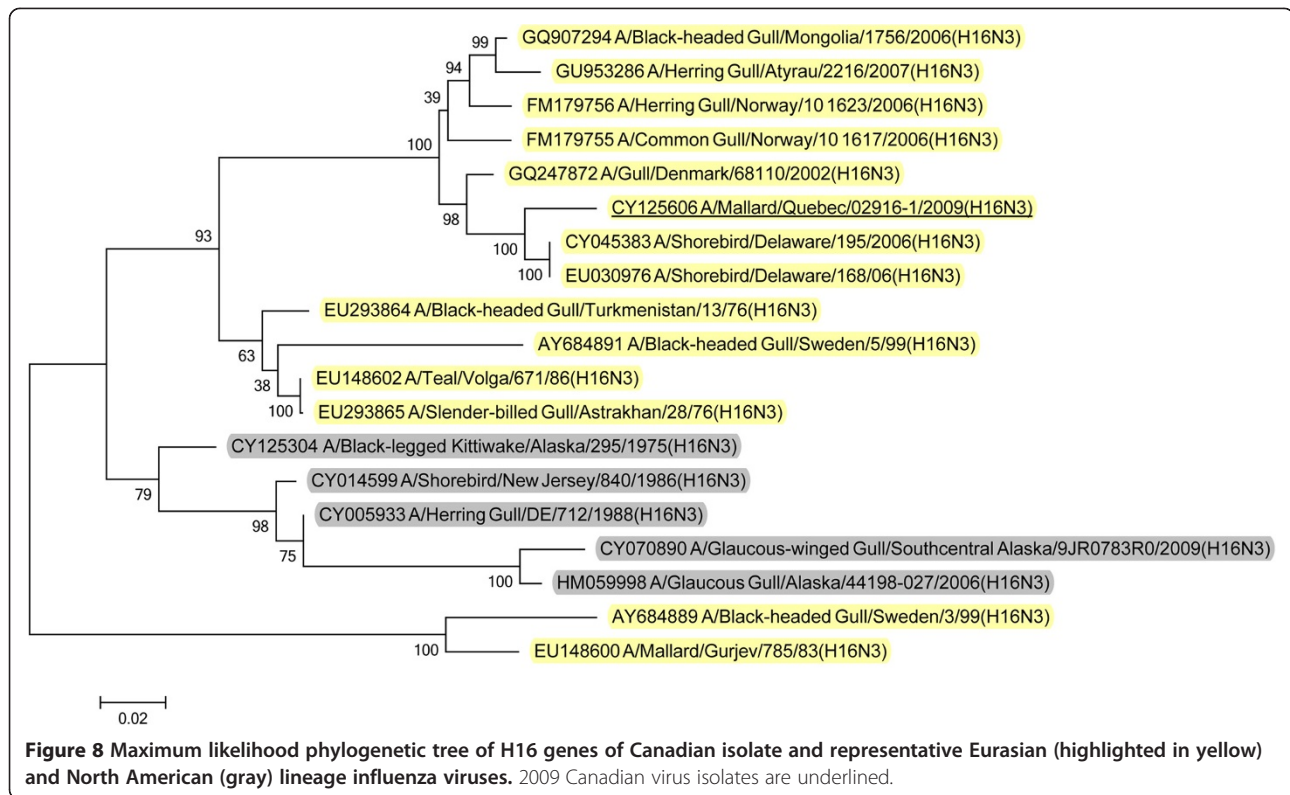 GQ907294 A/Black-headed Gull/Mongolia/1756/2006(H16N3)
99
GU953286 A/Herring Gull/Atyrau/2216/2007(H16N3)
94
FM179756 A/Herring Gull/Norway/10 1623/2006(H16N3)
39
FM179755 A/Common Gull/Norway/10 1617/2006(H16N3)
100
GQ247872 A/Gull/Denmark/68110/2002(H16N3)
CY125606 A/Mallard/Quebec/02916-1/2009(H16N3)
98
93
CY045383 A/Shorebird/Delaware/195/2006(H16N3)
100
EU030976 A/Shorebird/Delaware/168/06(H16N3)
100
EU293864 A/Black-headed Gull/Turkmenistan/13/76(H16N3)
AY684891 A/Black-headed Gull/Sweden/5/99(H16N3)
63
EU148602 A/Teal/Volga/671/86(H16N3)
38
EU293865 A/Slender-billed Gull/Astrakhan/28/76(H16N3)
100
CY125304 A/Black-legged Kittiwake/Alaska/295/1975(H16N3)
CY014599 A/Shorebird/New Jersey/840/1986(H16N3)
79
CY005933 A/Herring Gull/DE/712/1988(H16N3)
98
CY070890 A/Glaucous-winged Gull/Southcentral Alaska/9JR0783R0/2009(H16N3)
75
HM059998 A/Glaucous Gull/Alaska/44198-027/2006(H16N3)
100
AY684889 A/Black-headed Gull/Sweden/3/99(H16N3)
EU148600 A/Mallard/Gurjev/785/83(H16N3)
100
0.02
Figure 8 Maximum likelihood phylogenetic tree of H16 genes of Canadian isolate and representative Eurasian (highlighted in yellow)
and North American (gray) lineage influenza viruses. 2009 Canadian virus isolates are underlined.